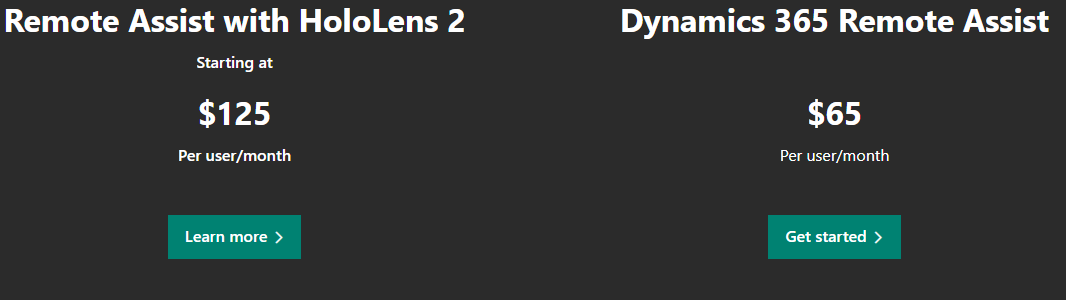 Remote Assist with HoloLens 2
Starting at
$125
Per user/month
Learn more
Dynamics 365 Remote Assist
$65
Per user/month
Get started